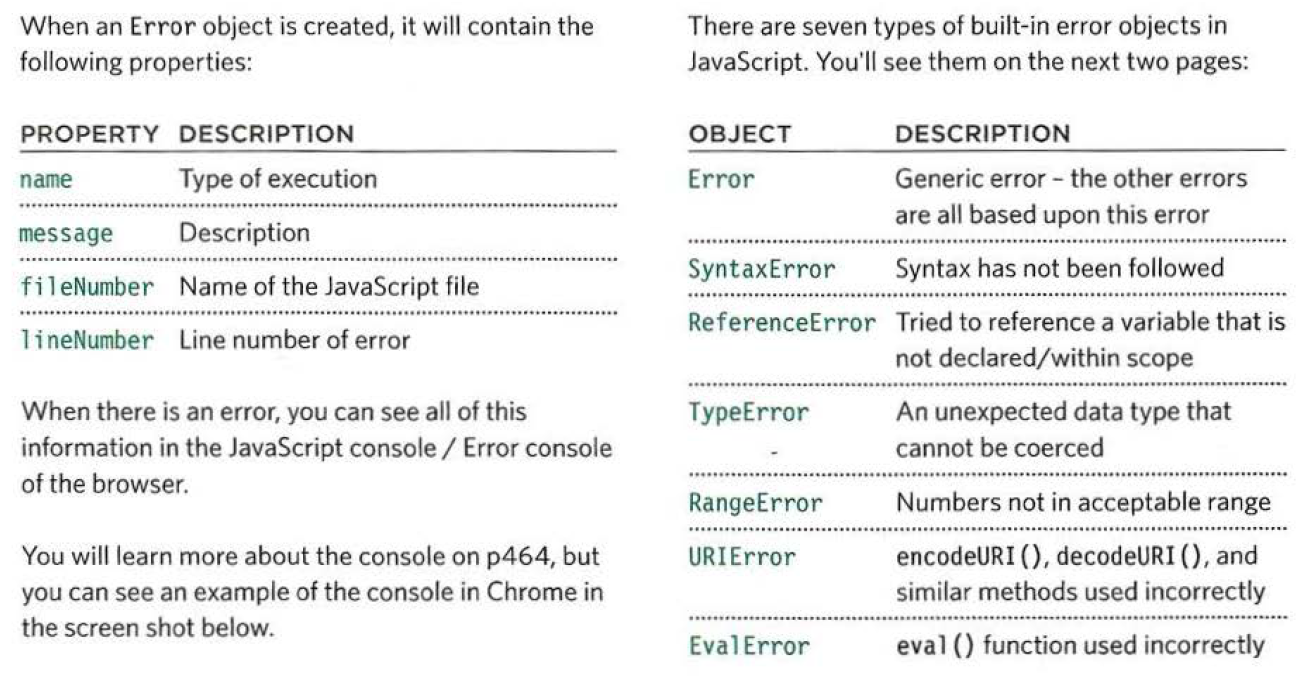 When an Error object is created, it will contain the
following properties:
PROPERTY DESCRIPTION
name Type of execution
message Description
fileNumber Name of the JavaScript file
lineNumber Line number of error
When there is an error, you can see all of this
information in the JavaScript console / Error console
of the browser.
You will learn more about the console on p464, but
you can see an example of the console in Chrome in
the screen shot below.
There are seven types of built-in error objects in
JavaScript. You'll see them on the next two pages:
OBJECT DESCRIPTION
Error Generic error – the other errors
are all based upon this error
SyntaxError Syntax has not been followed
ReferenceError Tried to reference a variable that is
not declared/within scope
TypeError An unexpected data type that
cannot be coerced
RangeError Numbers not in acceptable range
URIError encodeURI(), decodeURI(), and
similar methods used incorrectly
EvalError eval() function used incorrectly